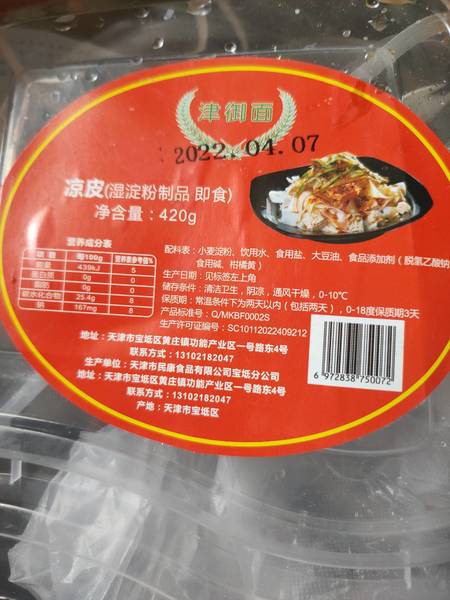 津御面
2022.04.07
凉皮(湿淀粉制品 即食)
净含量：420g
营养成分表
项目 每100g 营养素参考值%
能量 439kJ 5
蛋白质 0g 0
脂肪 0g 0
碳水化合物 25.4g 8
钠 167mg 8
配料表：小麦淀粉、饮用水、食用盐、大豆油、食品添加剂（脱氢乙酸钠
食用碱、柑橘黄）
生产日期：见标签左上角
储存条件：清洁卫生，阴凉，通风干燥，0-10℃
保质期：常温条件下为两天以内（包括两天），0-18度保质期3天
产品标准号：Q/MKBF0002S
生产许可证编号：SC10112022409212
地址：天津市宝坻区黄庄镇功能产业区一号路东4号
联系方式：13102182047
生产单位：天津市民康食品有限公司宝坻分公司
地址：天津市宝坻区黄庄镇功能产业区一号路东4号
联系方式：13102182047
产地：天津市宝坻区
6 972838 750072